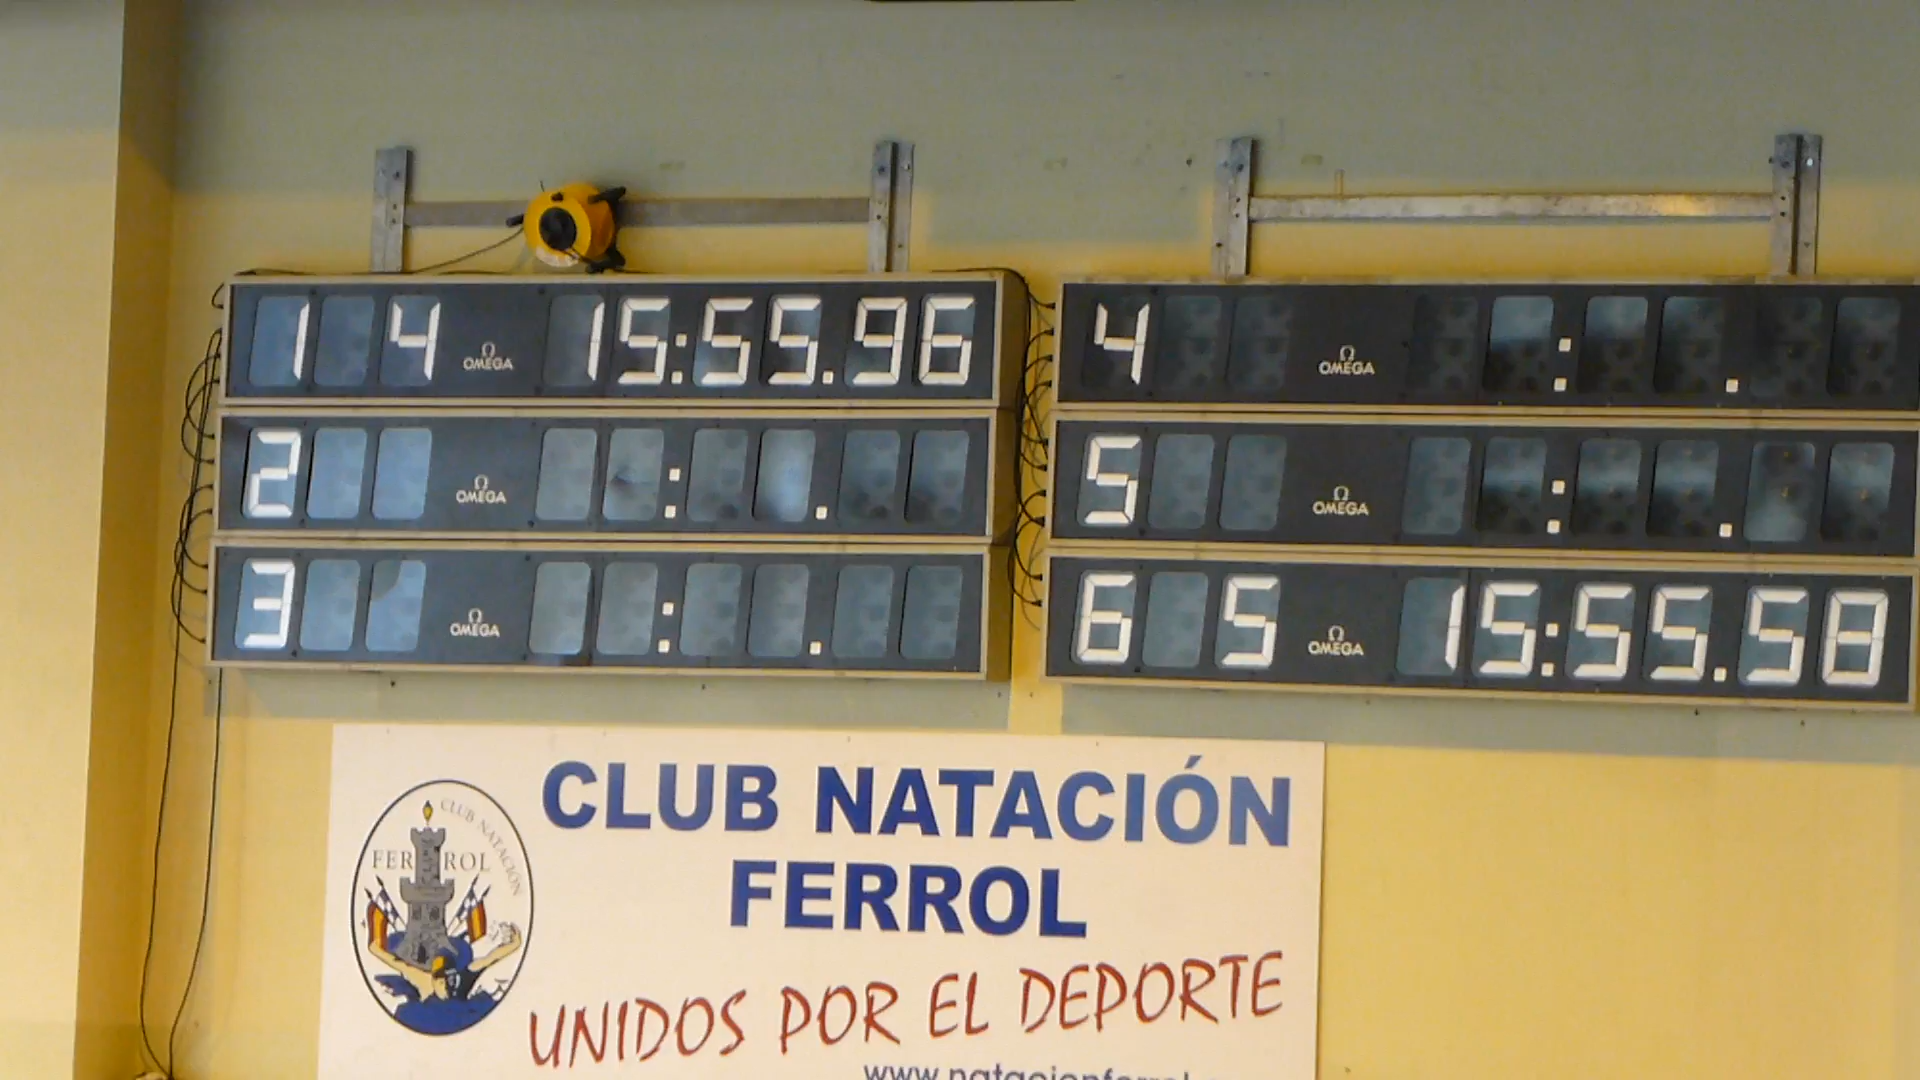 1 4 Ω OMEGA 15:55.96
2 Ω OMEGA : .
3 Ω OMEGA : .
4 Ω OMEGA : .
5 Ω OMEGA : .
6 5 Ω OMEGA 15:55.58
CLUB NATACIÓN
FERROL
UNIDOS POR EL DEPORTE
CLUB NATACIÓN
FERROL